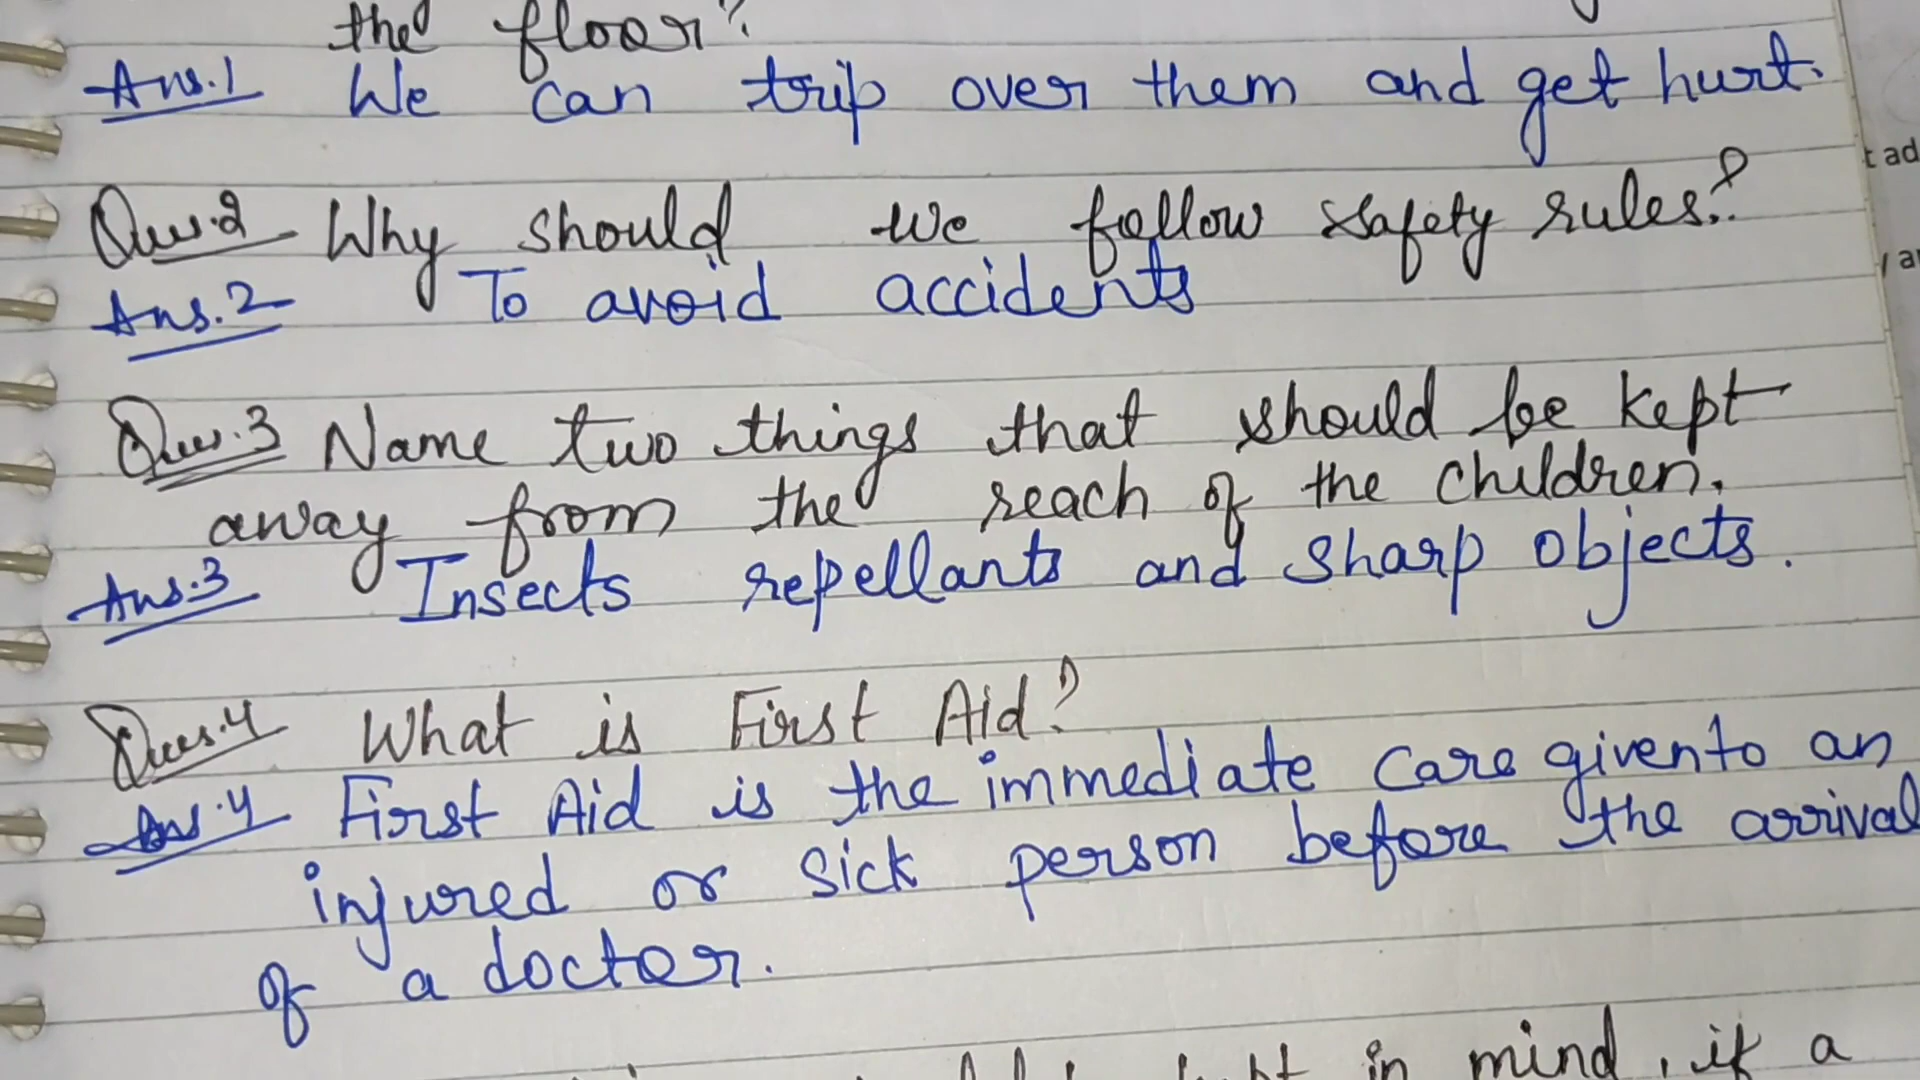 the floor?
Ans.1 We can trip over them and get hurt.
Ques.2 Why should we follow safety rules?
Ans.2 To avoid accidents
Ques.3 Name two things that should be kept
away from the reach of the children.
Ans.3 Insects repellants and sharp objects.
Ques.4 What is First Aid?
Ans.4 First Aid is the immediate care given to an
injured or sick person before the arrival
of a doctor.
in mind, if a